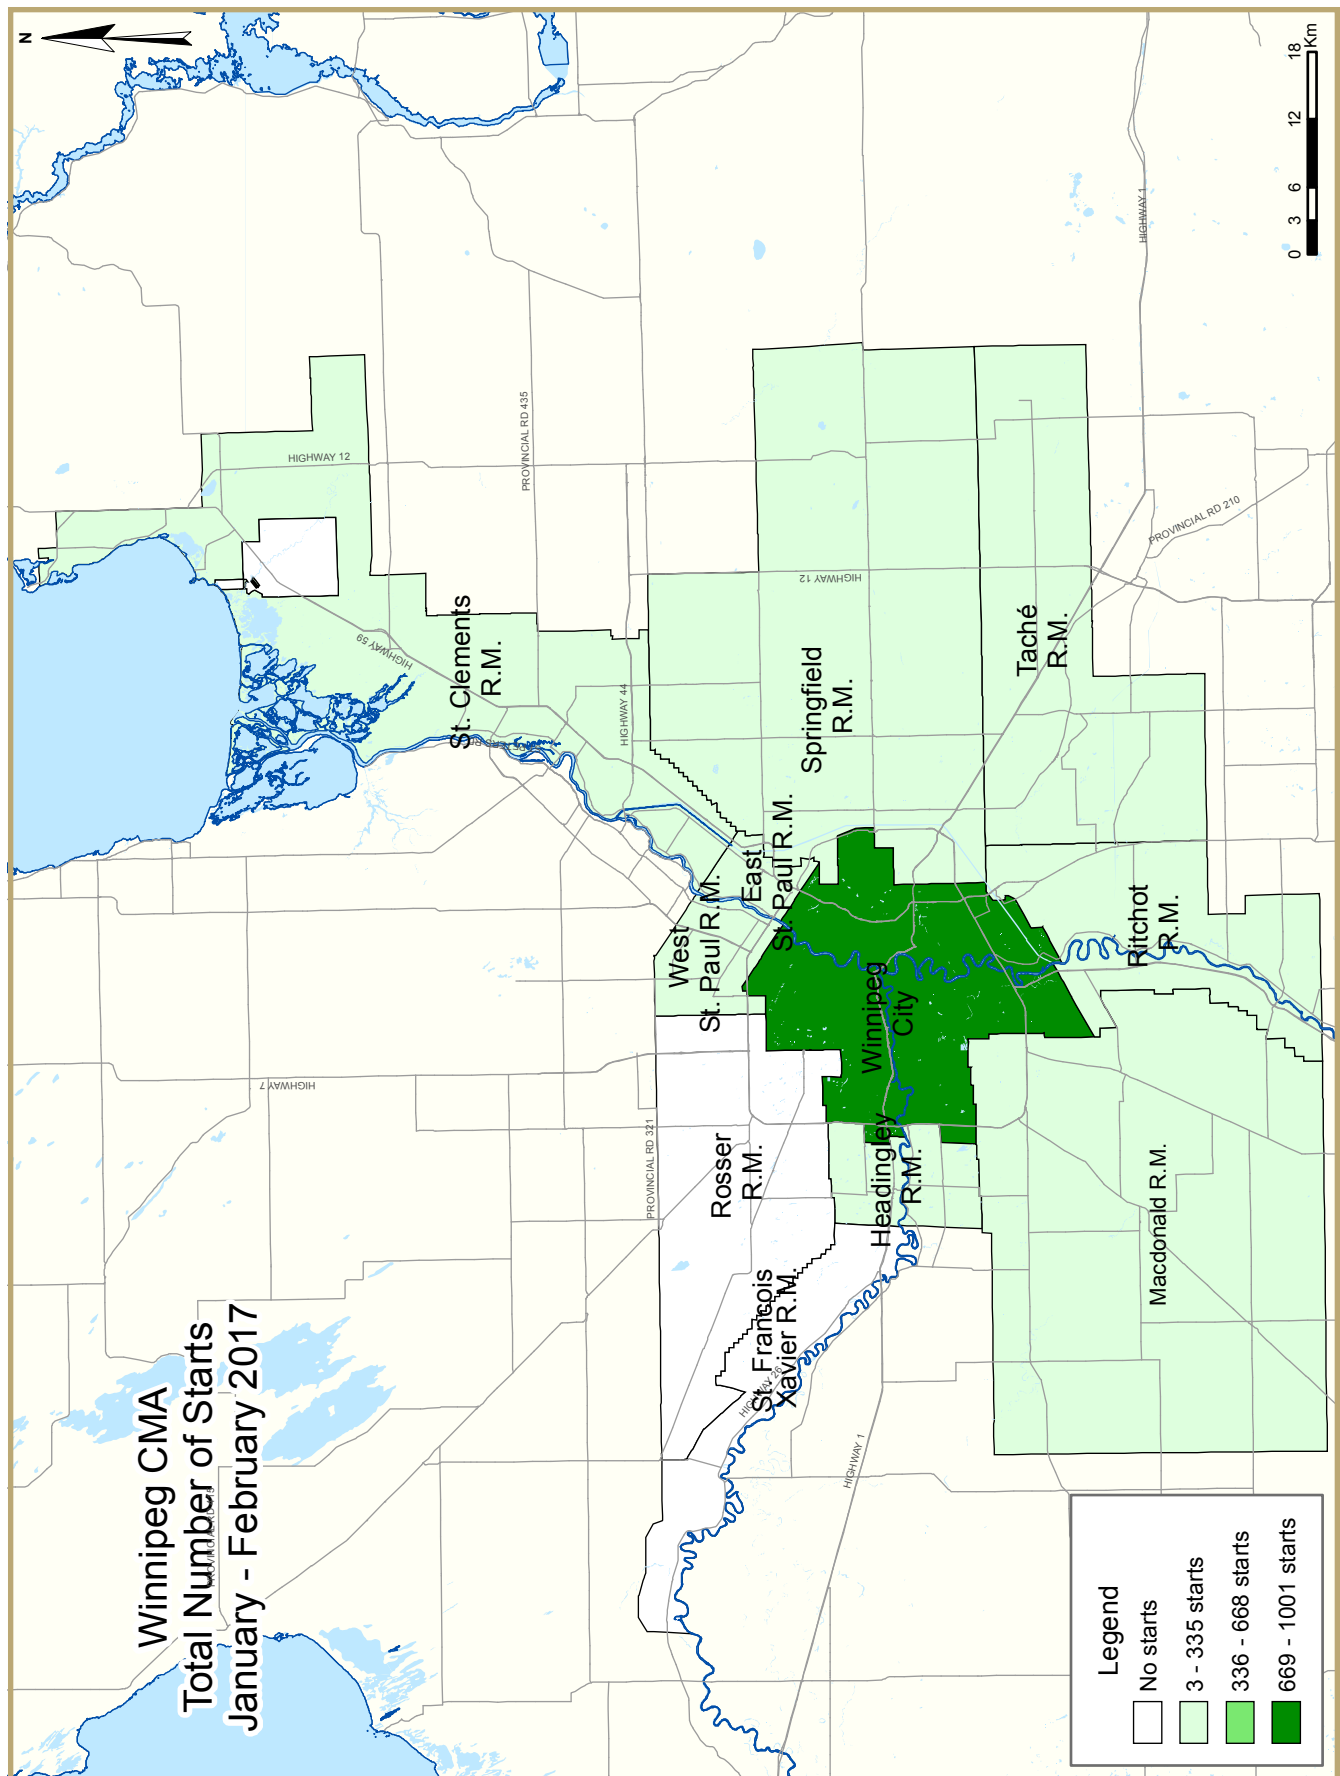 Winnipeg CMA
Total Number of Starts
January - February 2017
N
HIGHWAY 12
PROVINCIAL RD 435
HIGHWAY 59
St. Clements
R.M.
HIGHWAY 44
HIGHWAY 7
PROVINCIAL RD 321
HIGHWAY 12
Springfield
R.M.
East
St. Paul R.M.
West
St. Paul R.M.
Rosser
R.M.
St. Francois
Xavier R.M.
HIGHWAY 26
HIGHWAY 1
Headingley
R.M.
Winnipeg
City
Taché
R.M.
HIGHWAY 1
PROVINCIAL RD 210
Ritchot
R.M.
Macdonald R.M.
Legend
No starts
3 - 335 starts
336 - 668 starts
669 - 1001 starts
0 3 6 12 18
Km